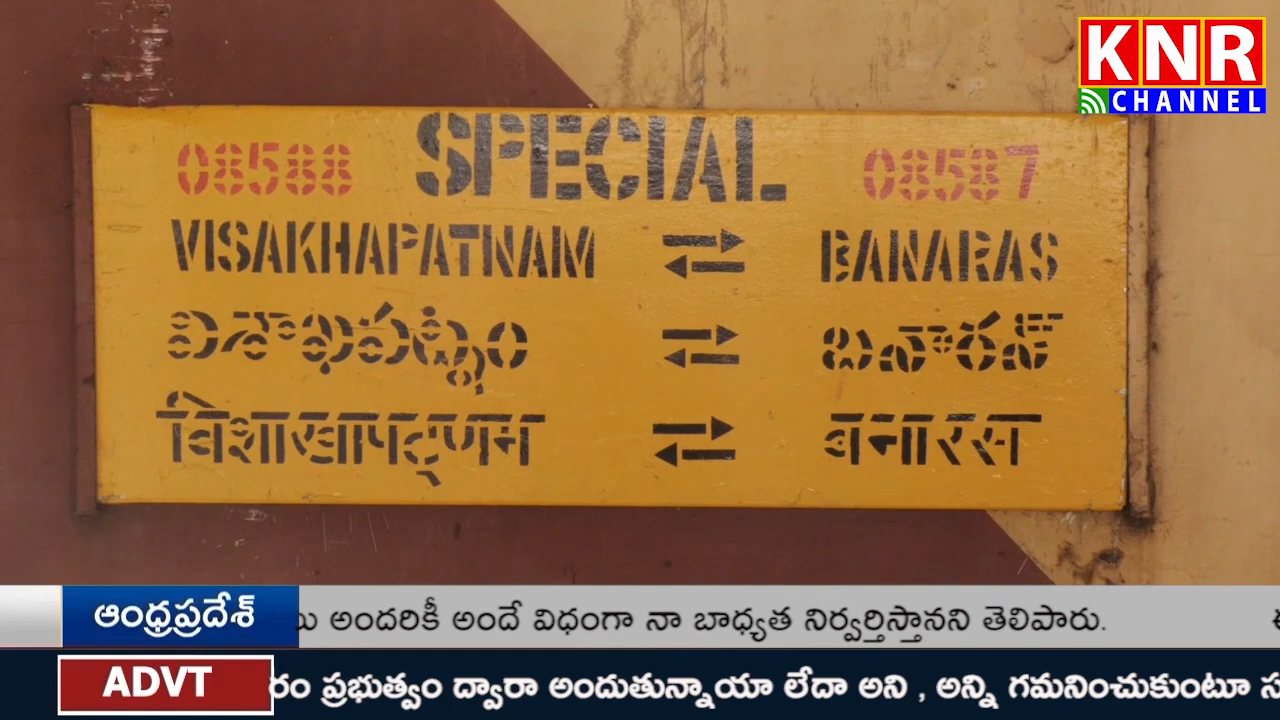 KNR
CHANNEL
08588 SPECIAL 08587
VISAKHAPATNAM ⇄ BANARAS
విశాఖపట్నం ⇄ బనారస్
विशाखापट्णम ⇄ बनारस
ఆంధ్రప్రదేశ్ అందరికీ అందే విధంగా నా బాధ్యత నిర్వర్తిస్తానని తెలిపారు.
ADVT ప్రభుత్వం ద్వారా అందుతున్నాయా లేదా అని , అన్ని గమనించుకుంటూ